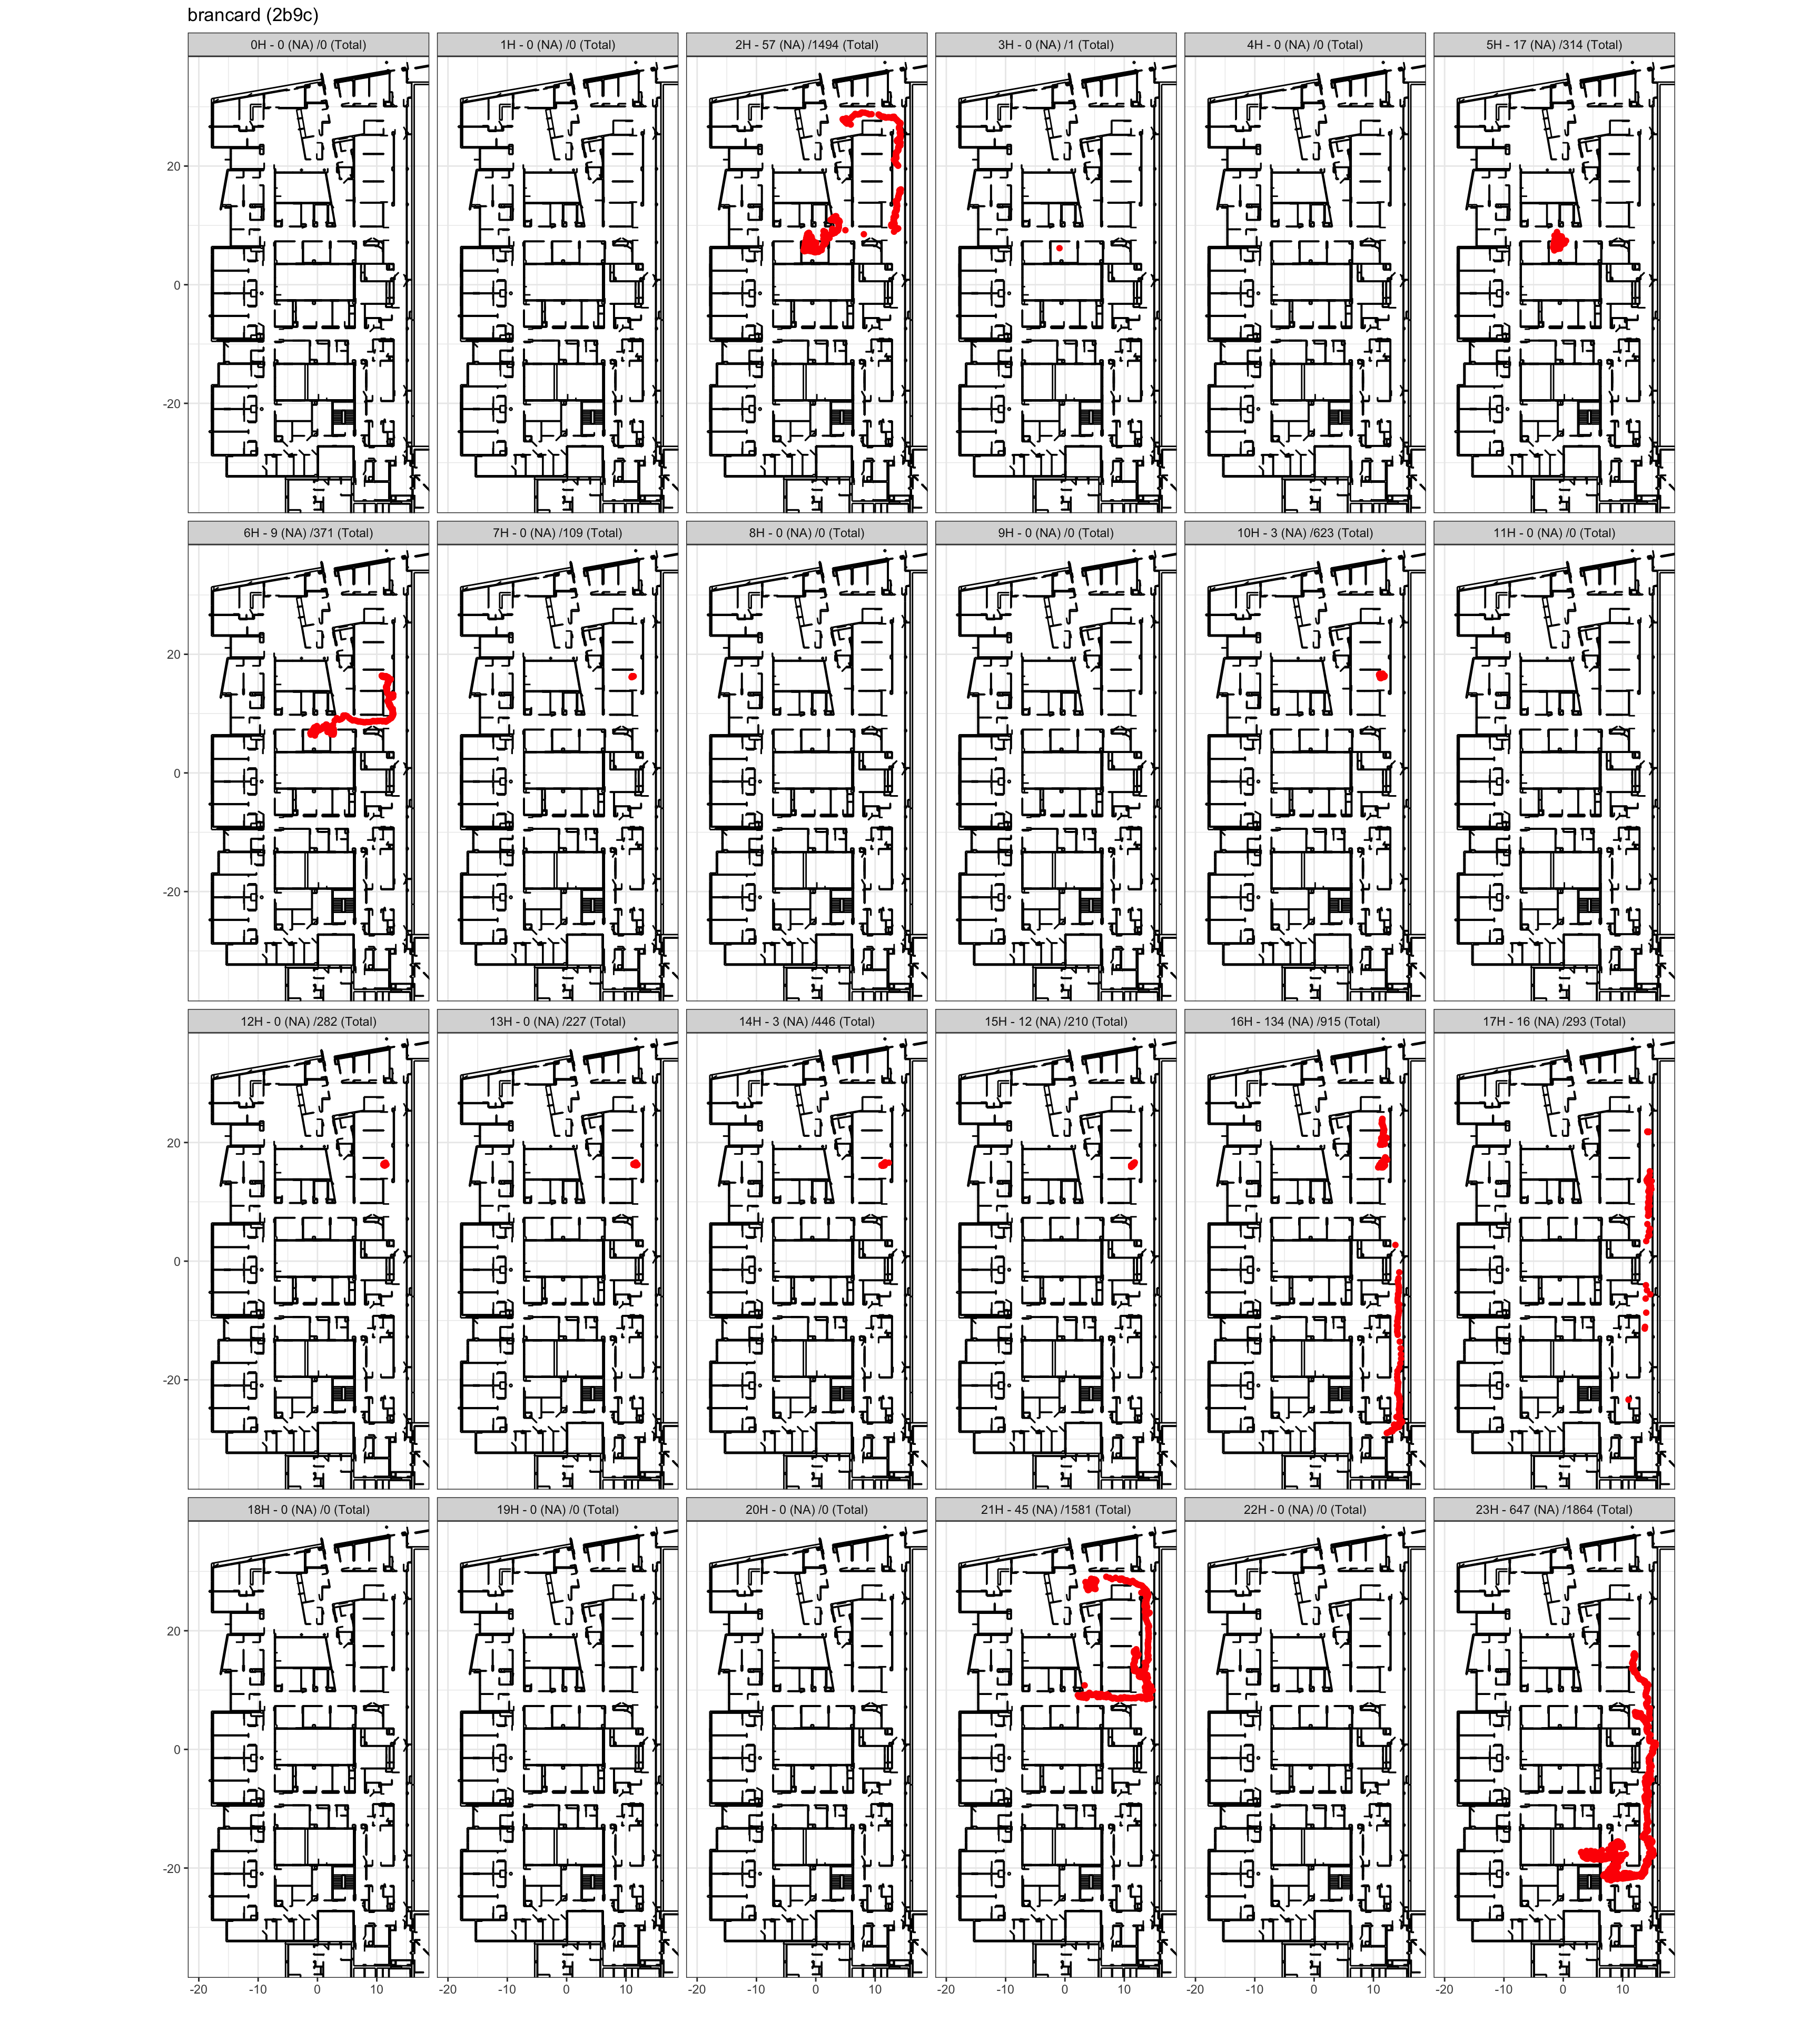 brancard (2b9c)
0H - 0 (NA) /0 (Total)
1H - 0 (NA) /0 (Total)
2H - 57 (NA) /1494 (Total)
3H - 0 (NA) /1 (Total)
4H - 0 (NA) /0 (Total)
5H - 17 (NA) /314 (Total)
20
0
-20
6H - 9 (NA) /371 (Total)
7H - 0 (NA) /109 (Total)
8H - 0 (NA) /0 (Total)
9H - 0 (NA) /0 (Total)
10H - 3 (NA) /623 (Total)
11H - 0 (NA) /0 (Total)
20
0
-20
12H - 0 (NA) /282 (Total)
13H - 0 (NA) /227 (Total)
14H - 3 (NA) /446 (Total)
15H - 12 (NA) /210 (Total)
16H - 134 (NA) /915 (Total)
17H - 16 (NA) /293 (Total)
20
0
-20
18H - 0 (NA) /0 (Total)
19H - 0 (NA) /0 (Total)
20H - 0 (NA) /0 (Total)
21H - 45 (NA) /1581 (Total)
22H - 0 (NA) /0 (Total)
23H - 647 (NA) /1864 (Total)
20
0
-20
-20 -10 0 10
-20 -10 0 10
-20 -10 0 10
-20 -10 0 10
-20 -10 0 10
-20 -10 0 10